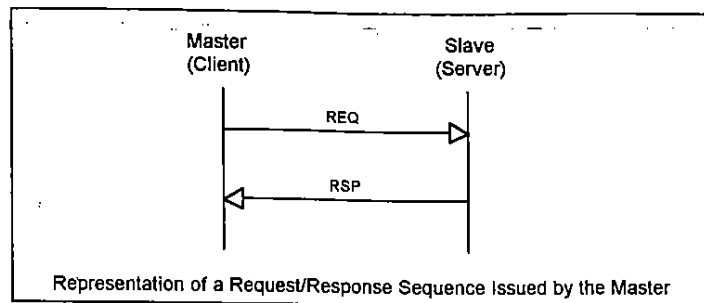 Master
(Client)
Slave
(Server)
REQ
RSP
Representation of a Request/Response Sequence Issued by the Master